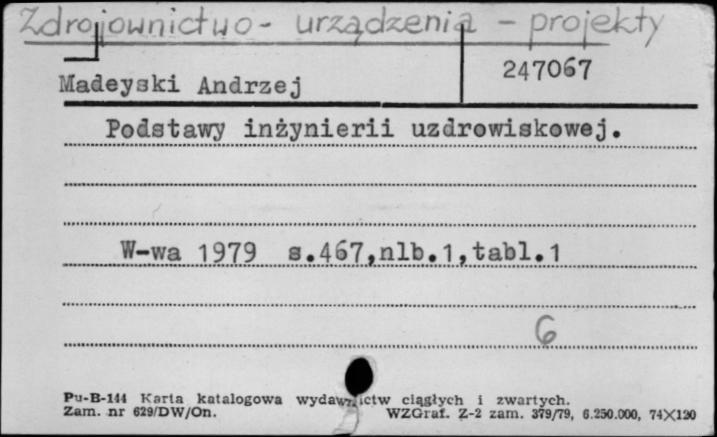 Zdrojownictwo - urządzenia - projekty
247067
Madeyski Andrzej
Podstawy inżynierii uzdrowiskowej.
W-wa 1979 s.467,nlb.1,tabl.1
6
Pu-B-144 Karta katalogowa wydawnictw ciągłych i zwartych.
Zam. nr 629/DW/On. WZGraf. Z-2 zam. 379/79, 6.250.000, 74X120